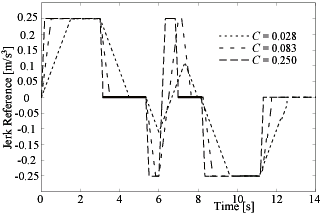 0.25
0.2
0.15
0.1
0.05
0
-0.05
-0.1
-0.15
-0.2
-0.25
Jerk Reference [m/s³]
C = 0.028
C = 0.083
C = 0.250
0 2 4 6 8 10 12 14
Time [s]